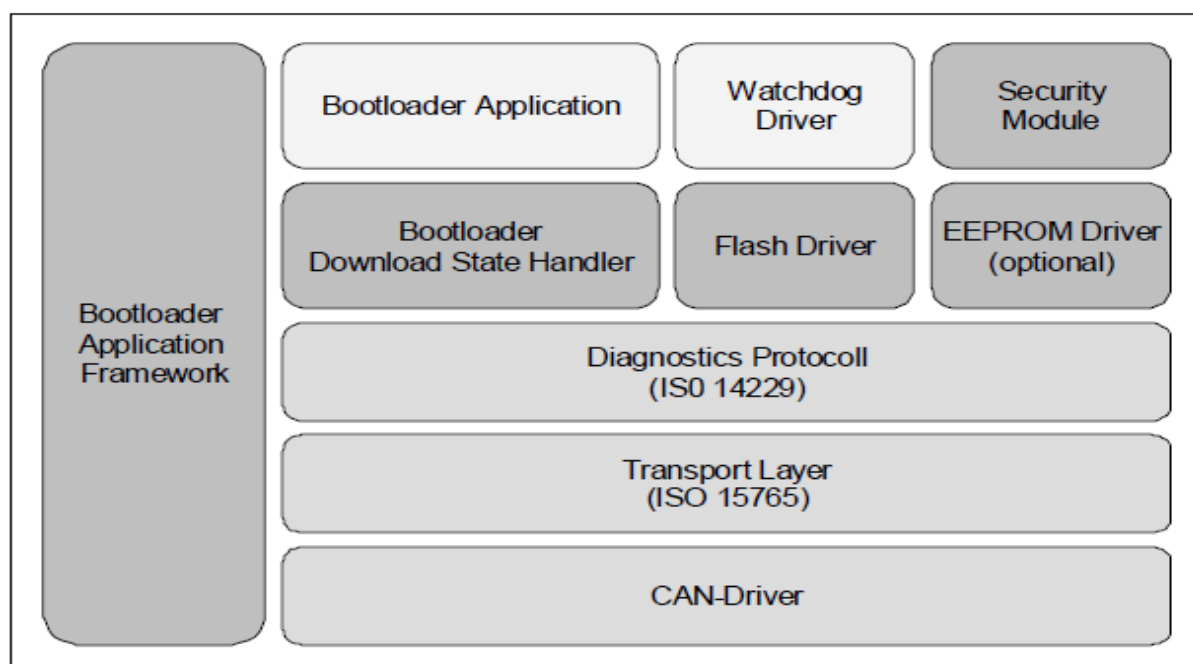 Bootloader
Application
Framework
Bootloader Application
Watchdog
Driver
Security
Module
Bootloader
Download State Handler
Flash Driver
EEPROM Driver
(optional)
Diagnostics Protocoll
(IS0 14229)
Transport Layer
(ISO 15765)
CAN-Driver